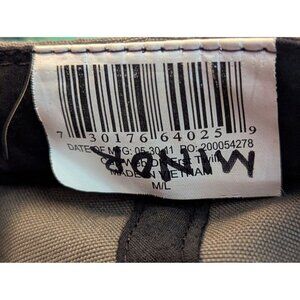 7 30176 64025 9
DATE OF MFG: 05-30-11 PO: 200054278
MADE IN VIETNAM
M/L